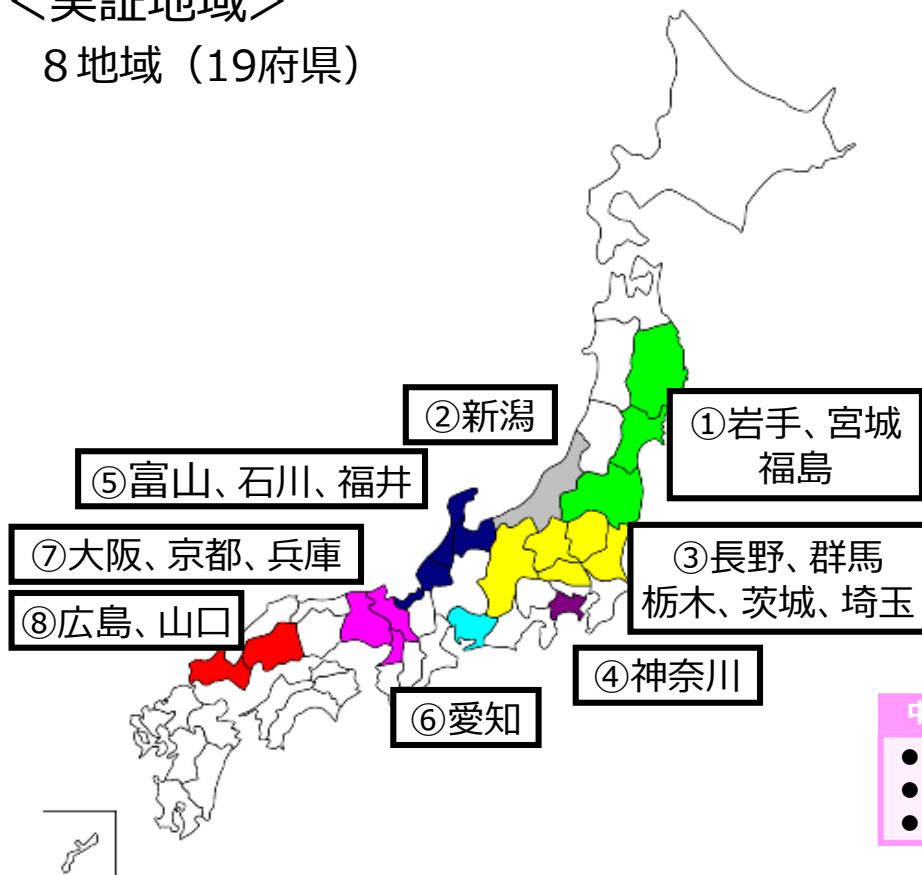 <実証地域>
８地域（19府県）
②新潟
①岩手、宮城
福島
⑤富山、石川、福井
⑦大阪、京都、兵庫
③長野、群馬
栃木、茨城、埼玉
⑧広島、山口
④神奈川
⑥愛知
●
●
●